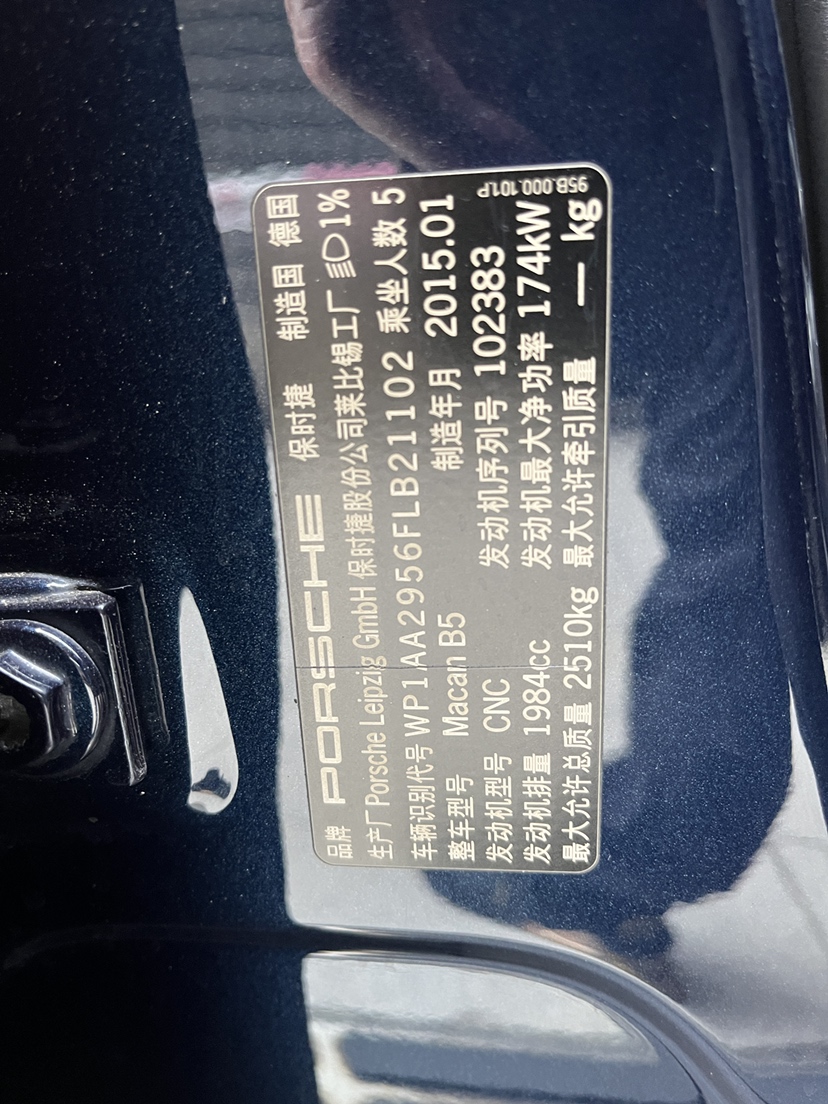 品牌 PORSCHE 保时捷 制造国 德国
生产厂 Porsche Leipzig GmbH 保时捷股份公司莱比锡工厂 1%
车辆识别代号 WP1AA2956FLB21102 乘坐人数 5
整车型号 Macan B5 制造年月 2015.01
发动机型号 CNC 发动机序列号 102383
发动机排量 1984cc 发动机最大净功率 174kW
最大允许总质量 2510kg 最大允许牵引质量 — kg
95B.000.101.P